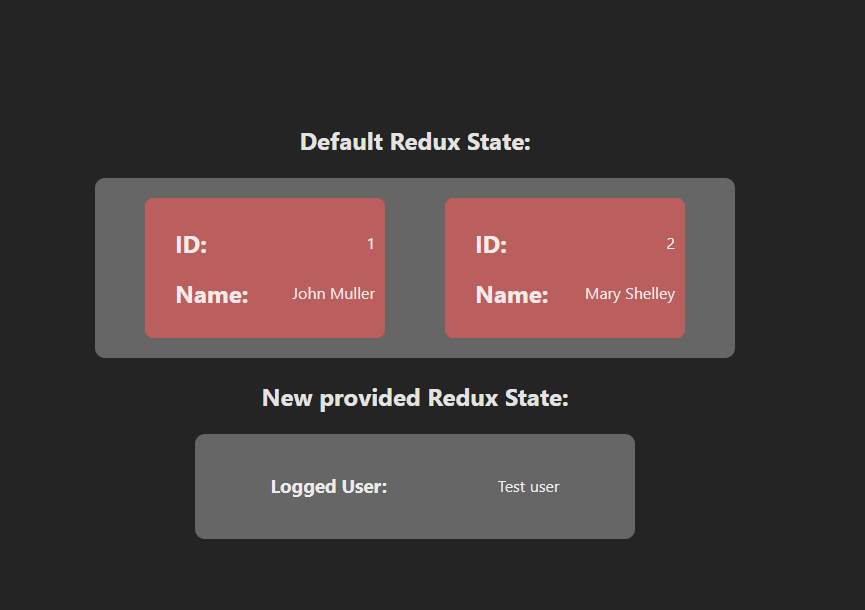 Default Redux State:
ID: 1
Name: John Muller
ID: 2
Name: Mary Shelley
New provided Redux State:
Logged User: Test user